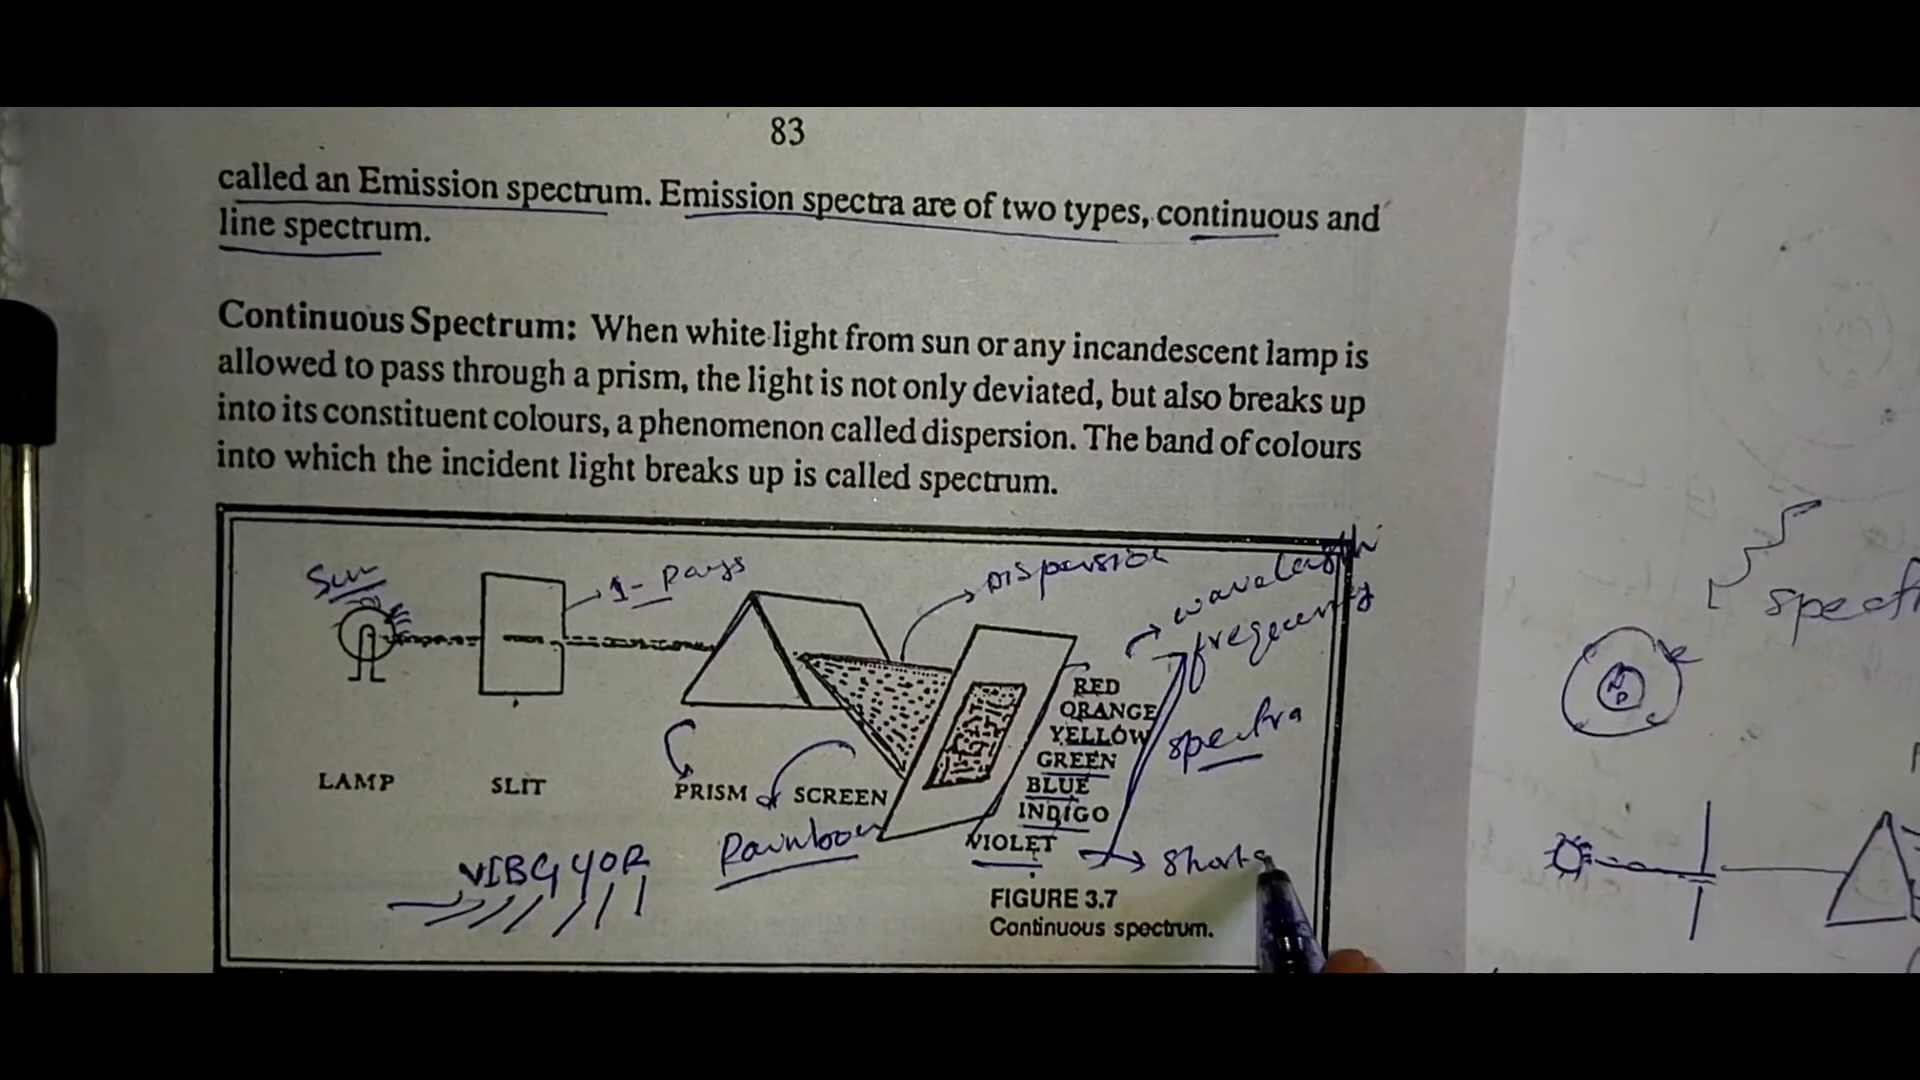 83
called an Emission spectrum. Emission spectra are of two types, continuous and
line spectrum.
Continuous Spectrum: When white light from sun or any incandescent lamp is
allowed to pass through a prism, the light is not only deviated, but also breaks up
into its constituent colours, a phenomenon called dispersion. The band of colours
into which the incident light breaks up is called spectrum.
Sun
1- Rays
Dispersion
wavelength
frequency
RED
ORANGE
YELLOW
GREEN
BLUE
INDIGO
VIOLET
spectra
LAMP
SLIT
PRISM
SCREEN
Rainbow
VIBGYOR
FIGURE 3.7
Continuous spectrum.